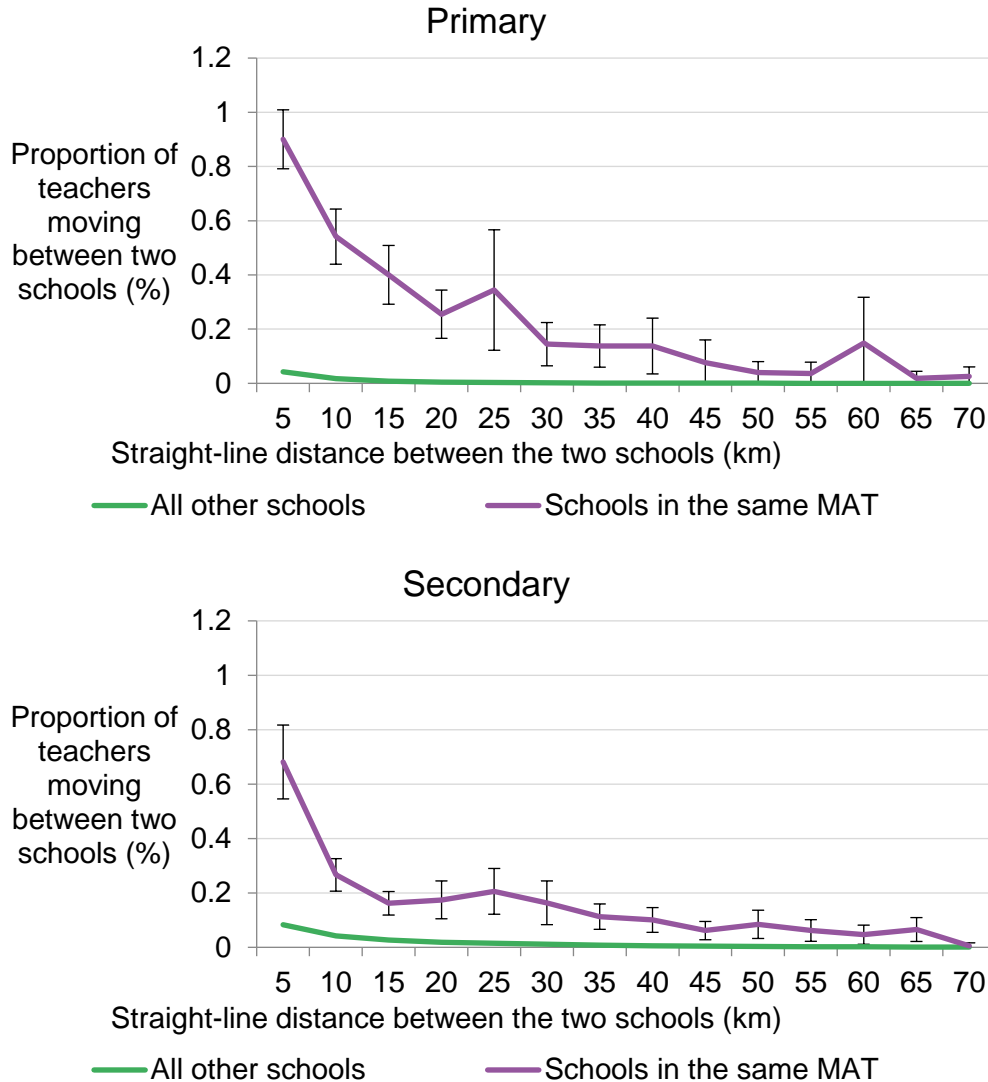 Primary
1.2
1
0.8
0.6
0.4
0.2
0
Proportion of
teachers
moving
between two
schools (%)
5 10 15 20 25 30 35 40 45 50 55 60 65 70
Straight-line distance between the two schools (km)
All other schools Schools in the same MAT
Secondary
1.2
1
0.8
0.6
0.4
0.2
0
Proportion of
teachers
moving
between two
schools (%)
5 10 15 20 25 30 35 40 45 50 55 60 65 70
Straight-line distance between the two schools (km)
All other schools Schools in the same MAT